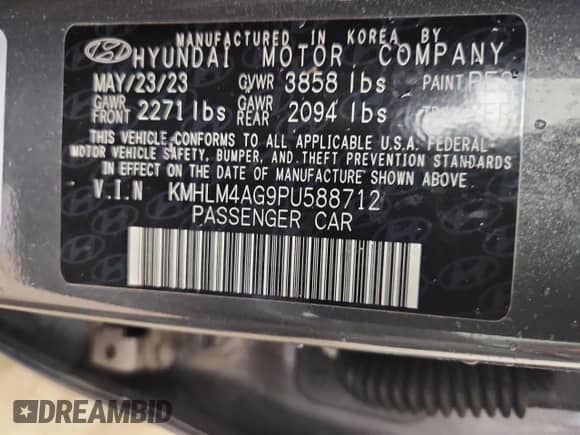 MANUFACTURED IN KOREA BY
HYUNDAI MOTOR COMPANY
MAY/23/23 GVWR 3858 lbs PAINT
GAWR FRONT 2271 lbs GAWR REAR 2094 lbs
THIS VEHICLE CONFORMS TO ALL APPLICABLE U.S.A. FEDERAL-
MOTOR VEHICLE SAFETY, BUMPER, AND THEFT PREVENTION
STANDARDS IN EFFECT ON THE DATE OF MANUFACTURE SHOWN ABOVE.
V.I.N KMHLM4AG9PU588712
PASSENGER CAR
DREAMBID